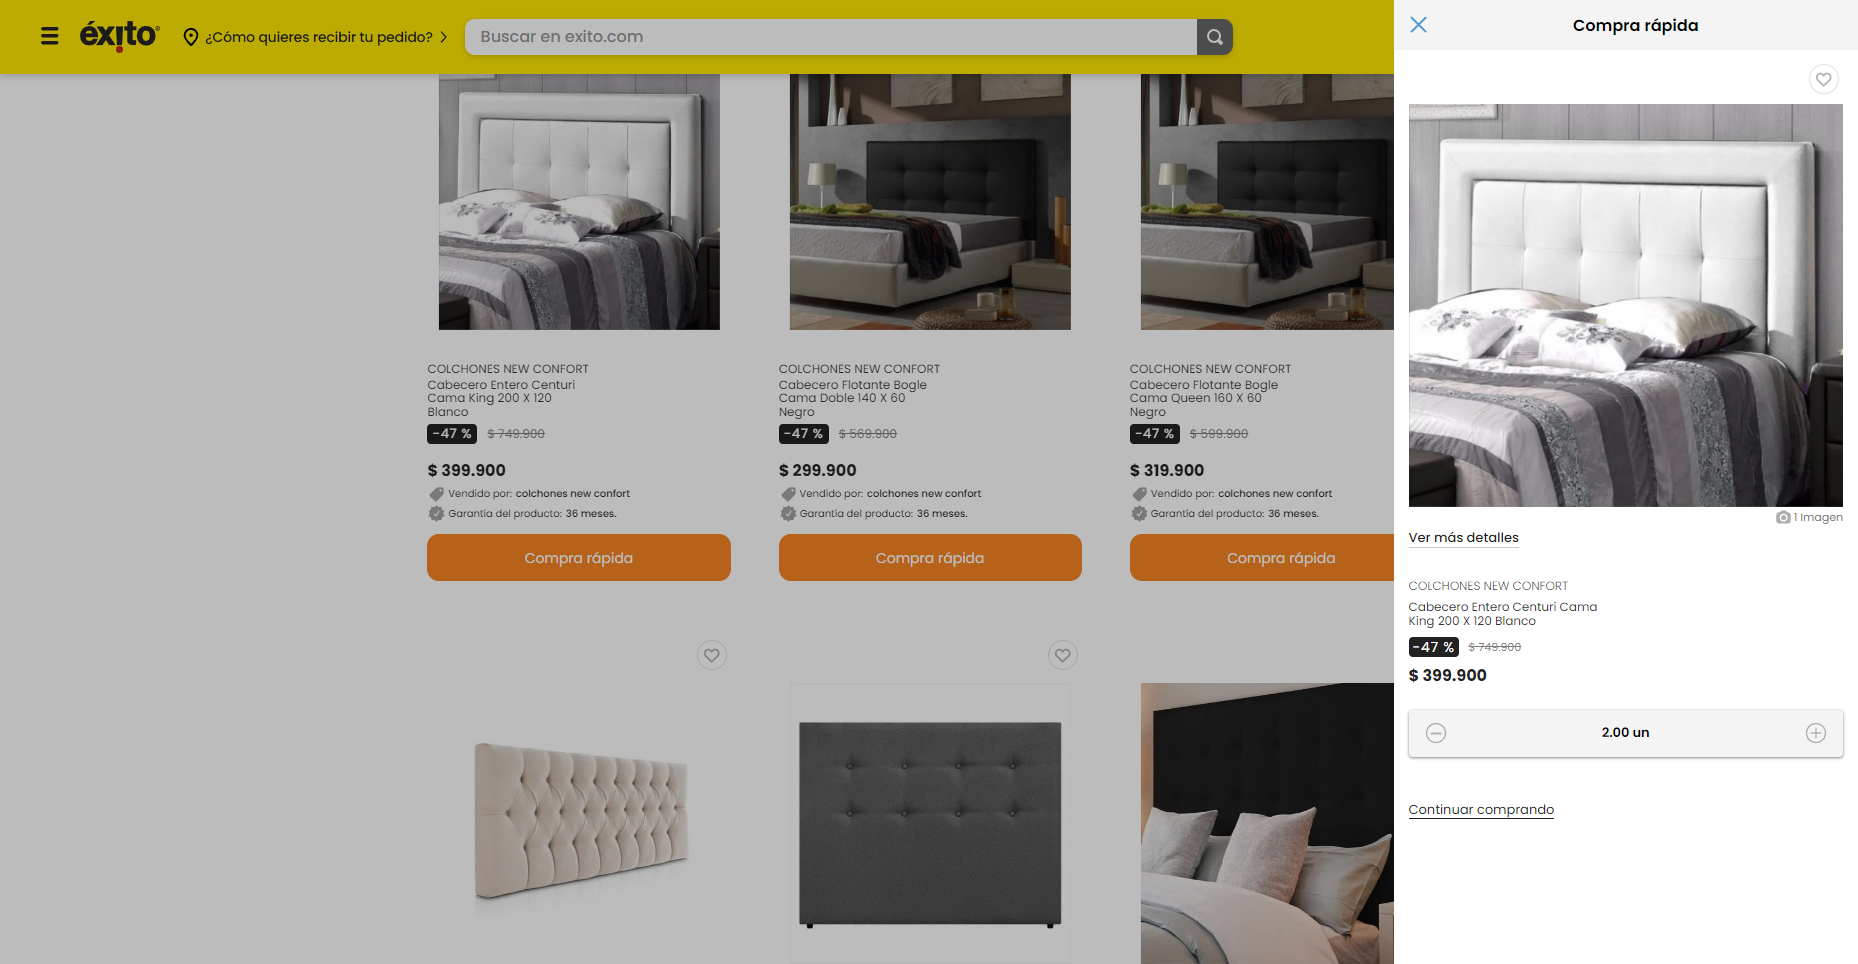 éxito
¿Cómo quieres recibir tu pedido?
Buscar en exito.com
COLCHONES NEW CONFORT
Cabecero Entero Centuri
Cama King 200 X 120
Blanco
-47 % $ 749.900
$ 399.900
Vendido por: colchones new confort
Garantía del producto: 36 meses.
Compra rápida
COLCHONES NEW CONFORT
Cabecero Flotante Bogle
Cama Doble 140 X 60
Negro
-47 % $ 569.900
$ 299.900
Vendido por: colchones new confort
Garantía del producto: 36 meses.
Compra rápida
COLCHONES NEW CONFORT
Cabecero Flotante Bogle
Cama Queen 160 X 60
Negro
-47 % $ 599.900
$ 319.900
Vendido por: colchones new confort
Garantía del producto: 36 meses.
Compra rápida
Compra rápida
1 Imagen
Ver más detalles
COLCHONES NEW CONFORT
Cabecero Entero Centuri Cama
King 200 X 120 Blanco
-47 % $ 749.900
$ 399.900
2.00 un
Continuar comprando